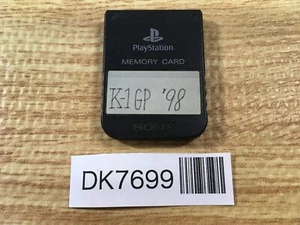 PlayStation
MEMORY CARD
K-1 GP '98
SONY
DK7699